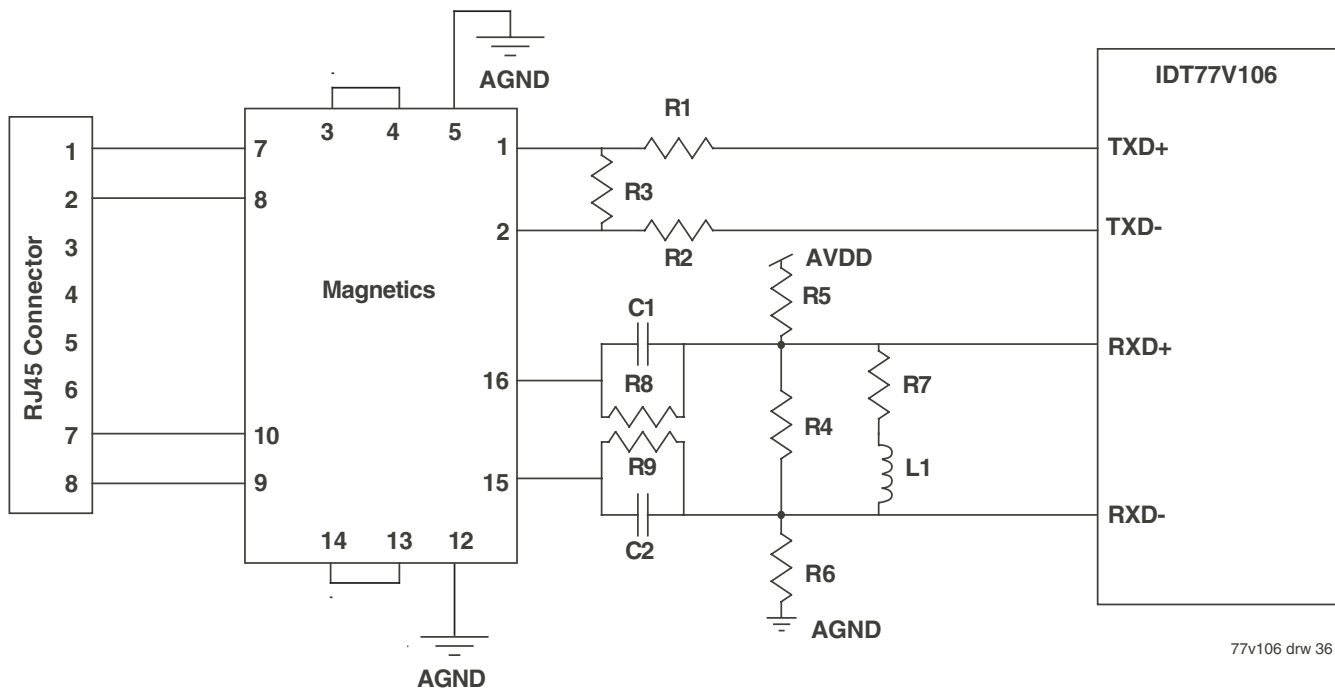 AGND
IDT77V106
R1
3 4 5
1 7 1 TXD+
R3
2 8
2 TXD-
R2
3
AVDD
4 Magnetics R5
C1
5 RXD+
RJ45 Connector
16 R8 R7
6
R4
7 10
R9 L1
8 9 15
RXD-
14 13 12 C2
R6
AGND
AGND
77v106 drw 36